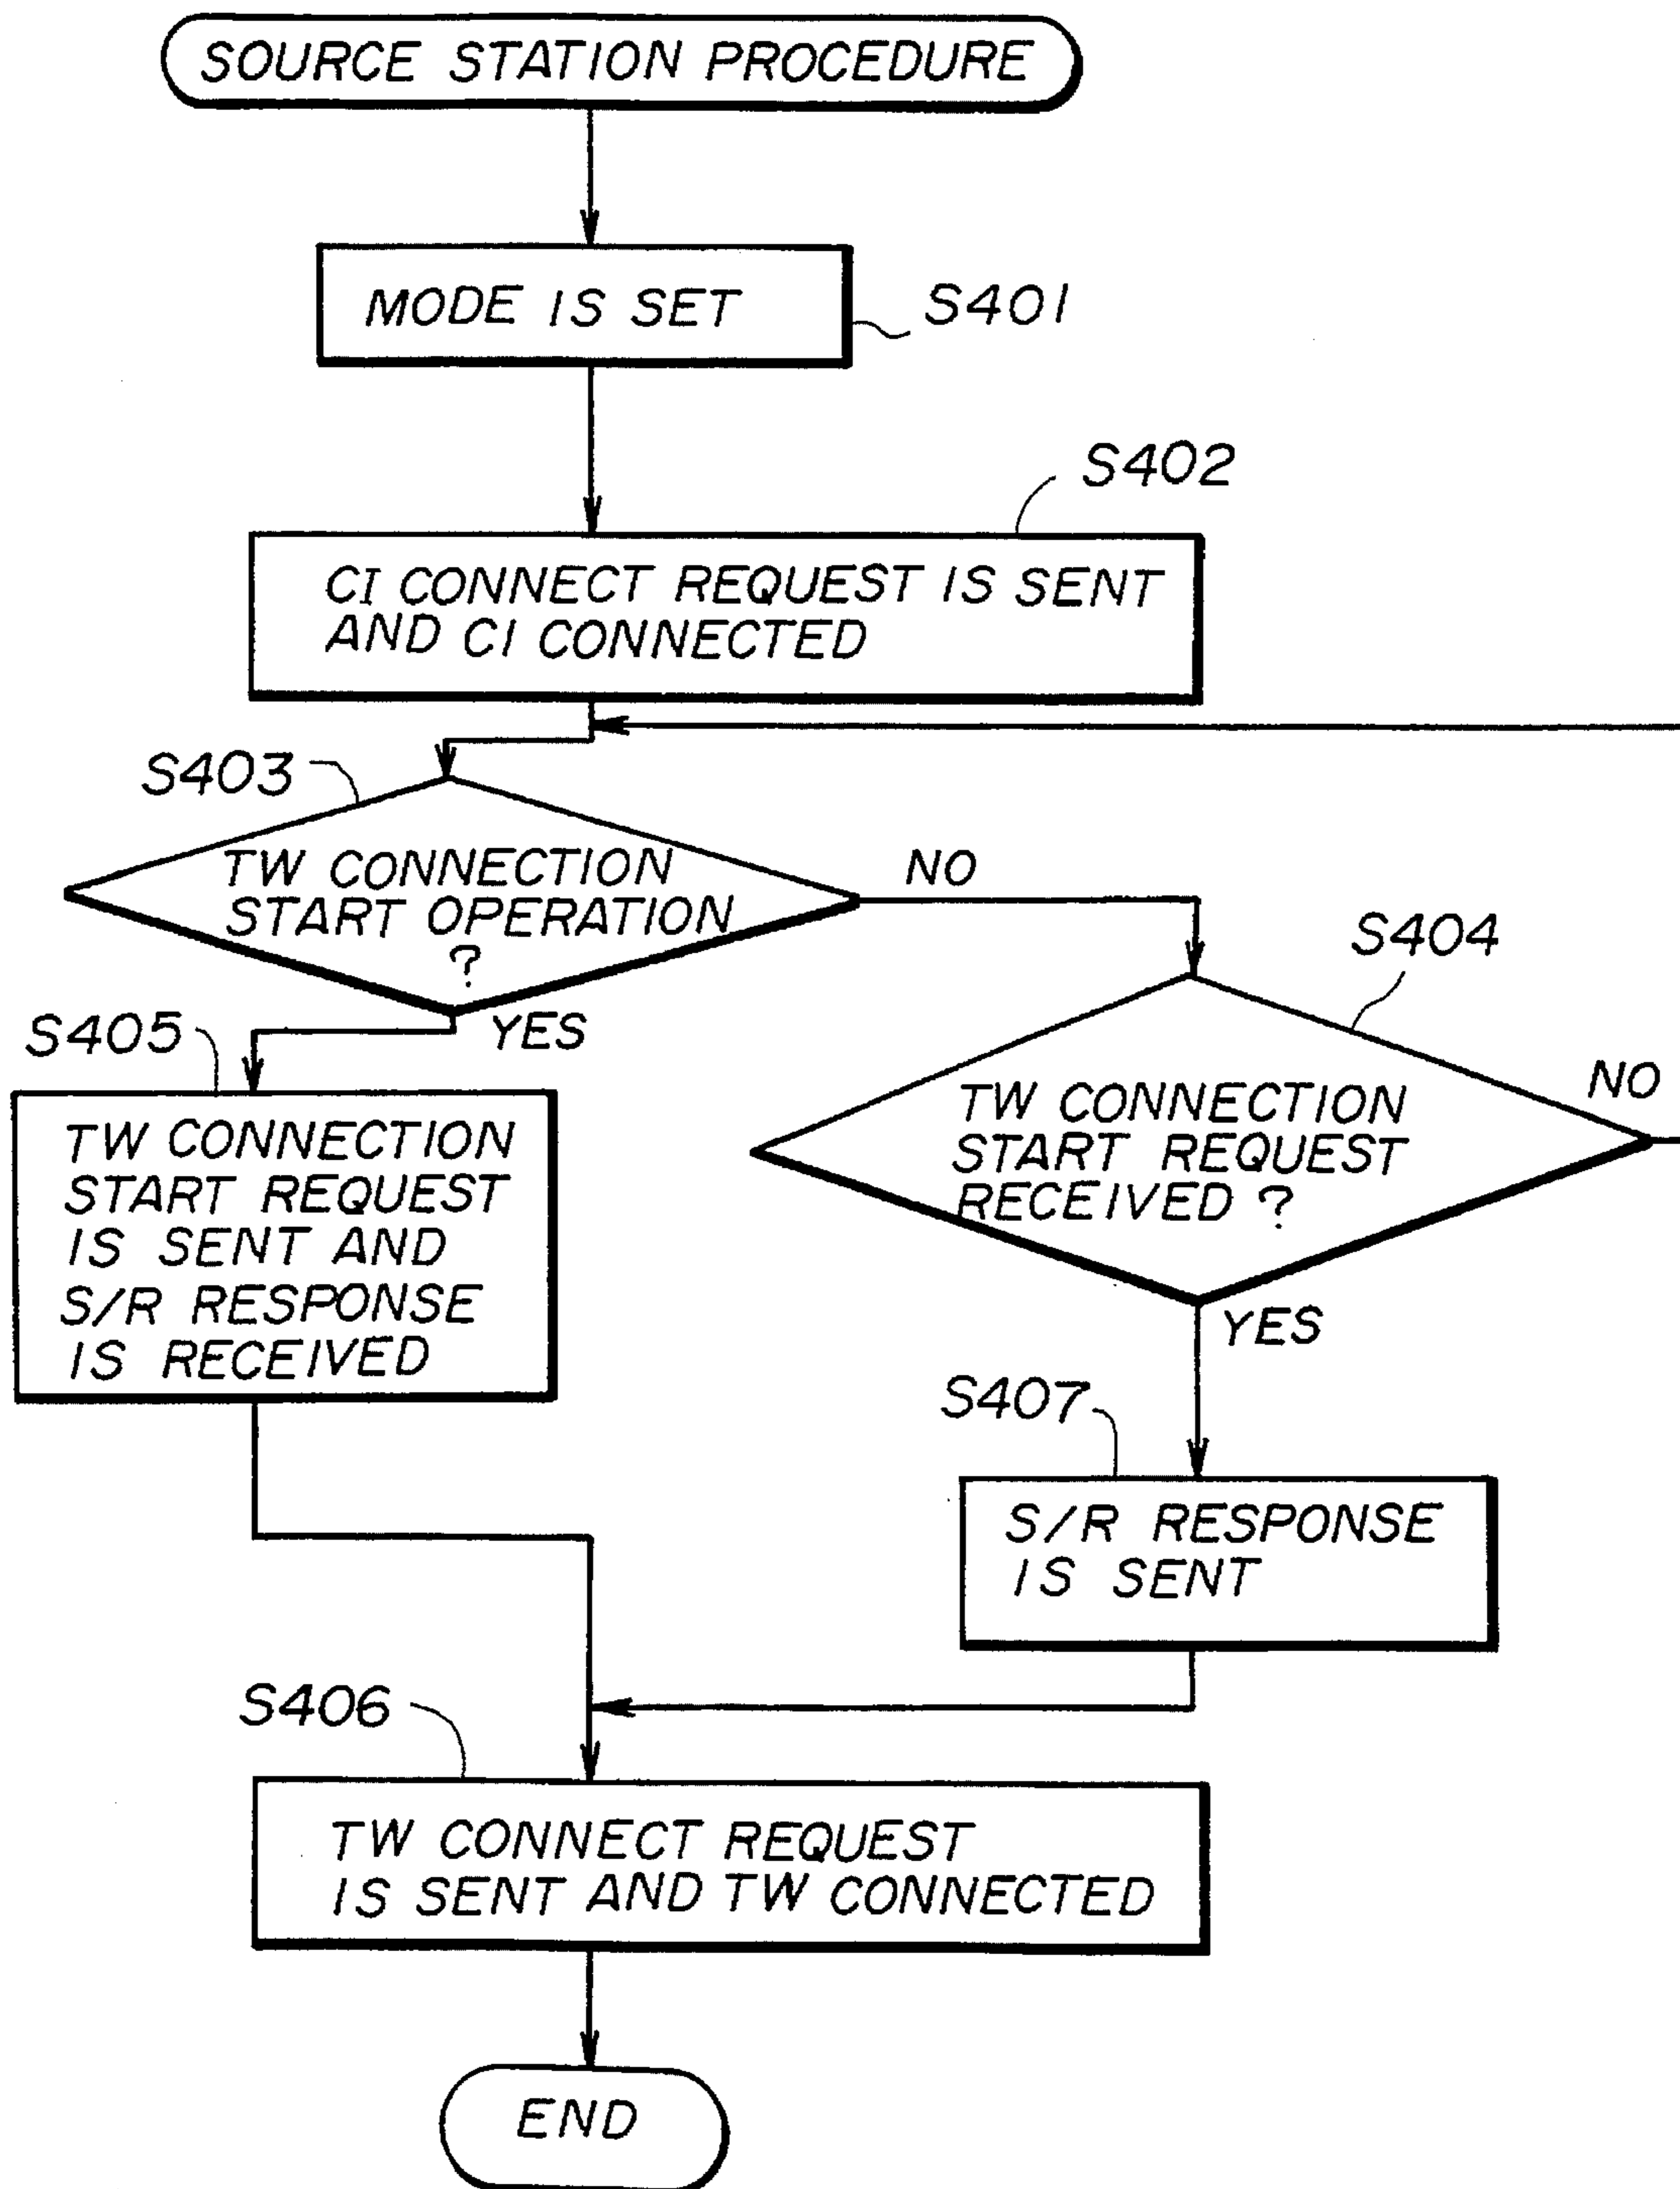 SOURCE STATION PROCEDURE
MODE IS SET
S401
S402
CI CONNECT REQUEST IS SENT
AND CI CONNECTED
S403
TW CONNECTION
START OPERATION
?
NO
YES
S404
TW CONNECTION
START REQUEST
RECEIVED ?
NO
YES
S405
TW CONNECTION
START REQUEST
IS SENT AND
S/R RESPONSE
IS RECEIVED
S407
S/R RESPONSE
IS SENT
S406
TW CONNECT REQUEST
IS SENT AND TW CONNECTED
END